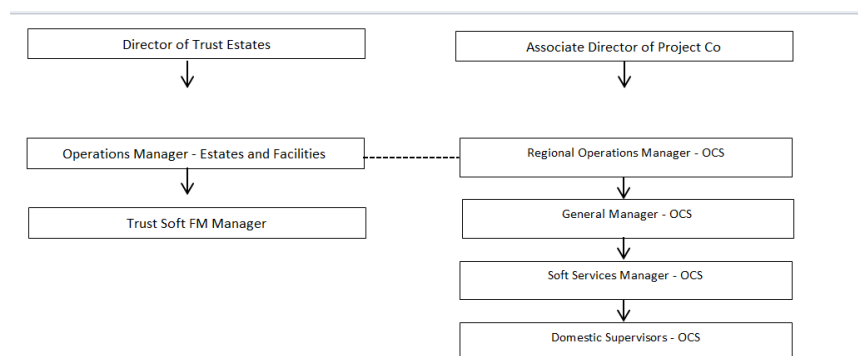 Director of Trust Estates
Associate Director of Project Co
Operations Manager - Estates and Facilities
Regional Operations Manager - OCS
Trust Soft FM Manager
General Manager - OCS
Soft Services Manager - OCS
Domestic Supervisors - OCS